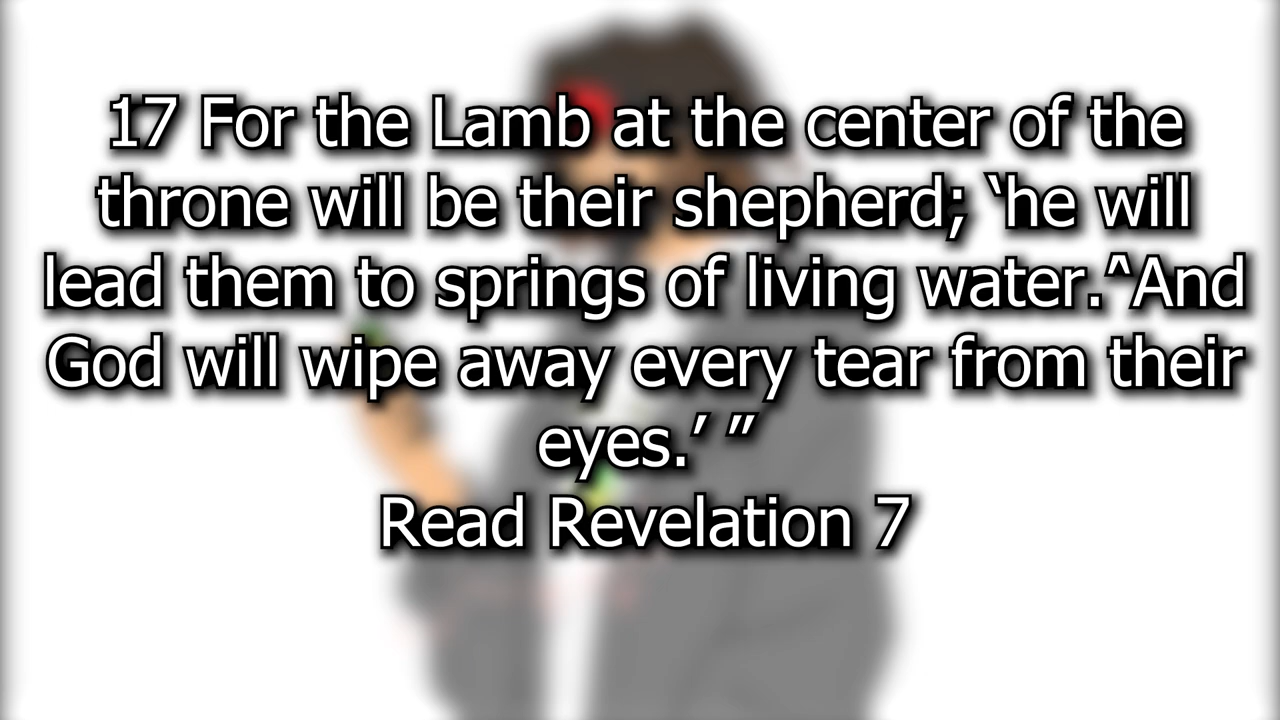 17 For the Lamb at the center of the
throne will be their shepherd; ‘he will
lead them to springs of living water.^And
God will wipe away every tear from their
eyes.’ ”
Read Revelation 7